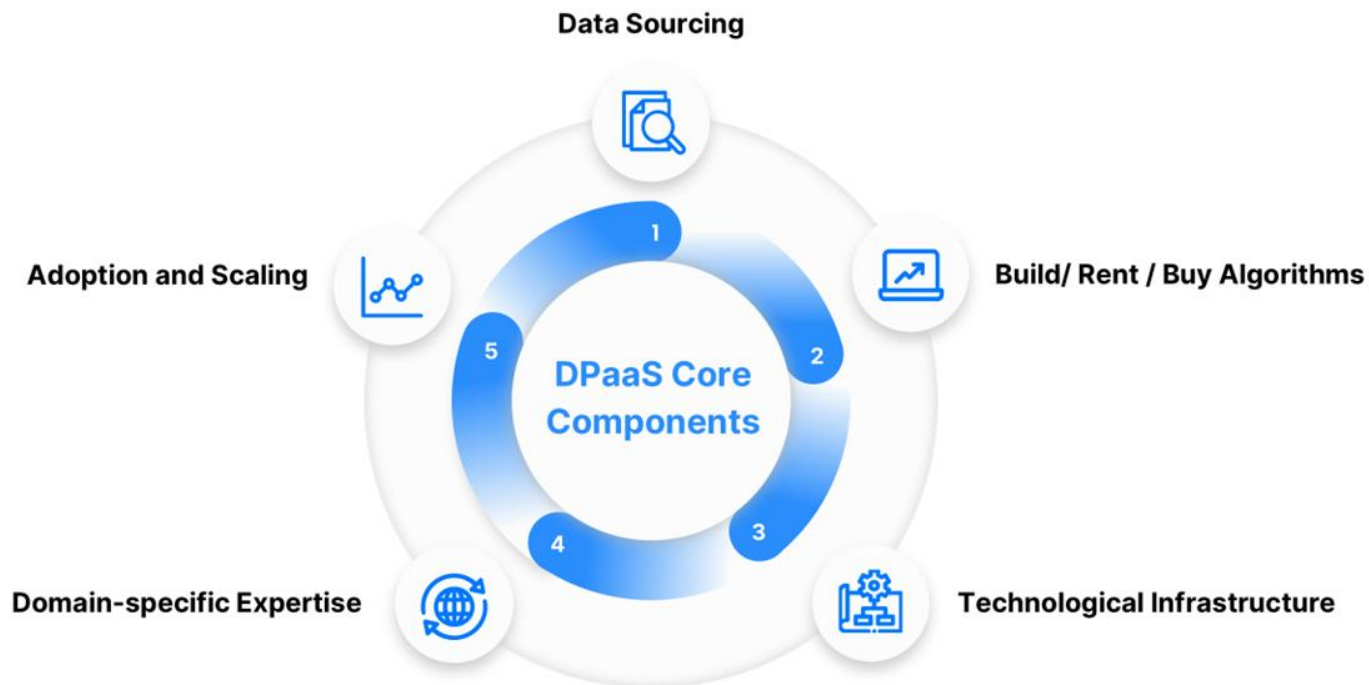 Data Sourcing
1
Build/ Rent / Buy Algorithms
2
Technological Infrastructure
3
Domain-specific Expertise
4
Adoption and Scaling
5
DPaaS Core
Components